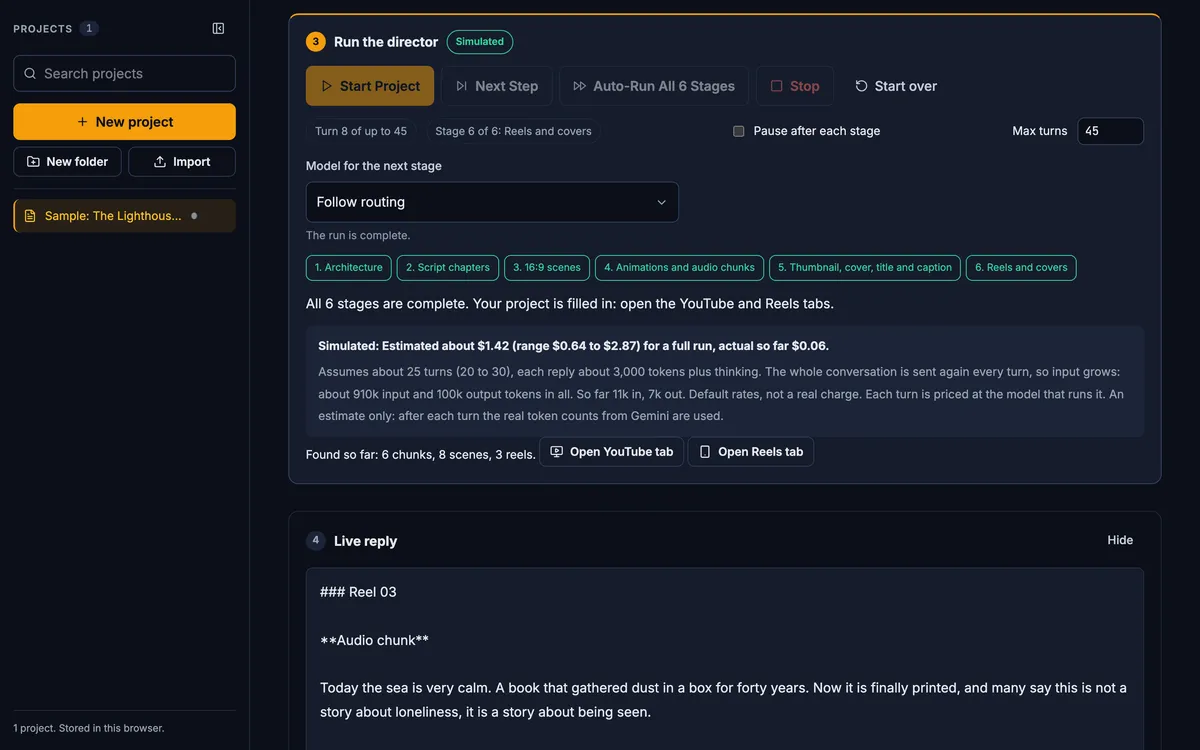 PROJECTS 1
Search projects
+ New project
New folder
Import
Sample: The Lighthous...
1 project. Stored in this browser.
3 Run the director Simulated
Start Project
Next Step
Auto-Run All 6 Stages
Stop
Start over
Turn 8 of up to 45
Stage 6 of 6: Reels and covers
Pause after each stage
Max turns 45
Model for the next stage
Follow routing
The run is complete.
1. Architecture
2. Script chapters
3. 16:9 scenes
4. Animations and audio chunks
5. Thumbnail, cover, title and caption
6. Reels and covers
All 6 stages are complete. Your project is filled in: open the YouTube and Reels tabs.
Simulated: Estimated about $1.42 (range $0.64 to $2.87) for a full run, actual so far $0.06.
Assumes about 25 turns (20 to 30), each reply about 3,000 tokens plus thinking. The whole conversation is sent again every turn, so input grows:
about 910k input and 100k output tokens in all. So far 11k in, 7k out. Default rates, not a real charge. Each turn is priced at the model that runs it. An
estimate only: after each turn the real token counts from Gemini are used.
Found so far: 6 chunks, 8 scenes, 3 reels.
Open YouTube tab
Open Reels tab
4 Live reply
Hide
### Reel 03
**Audio chunk**
Today the sea is very calm. A book that gathered dust in a box for forty years. Now it is finally printed, and many say this is not a
story about loneliness, it is a story about being seen.